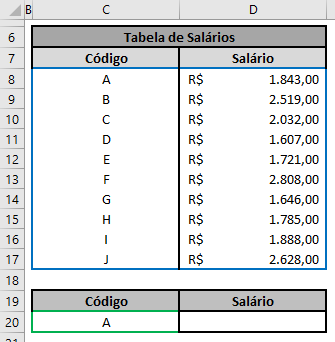 B C D
6 Tabela de Salários
7 Código Salário
8 A R$ 1.843,00
9 B R$ 2.519,00
10 C R$ 2.032,00
11 D R$ 1.607,00
12 E R$ 1.721,00
13 F R$ 2.808,00
14 G R$ 1.646,00
15 H R$ 1.785,00
16 I R$ 1.888,00
17 J R$ 2.628,00
18
19 Código Salário
20 A